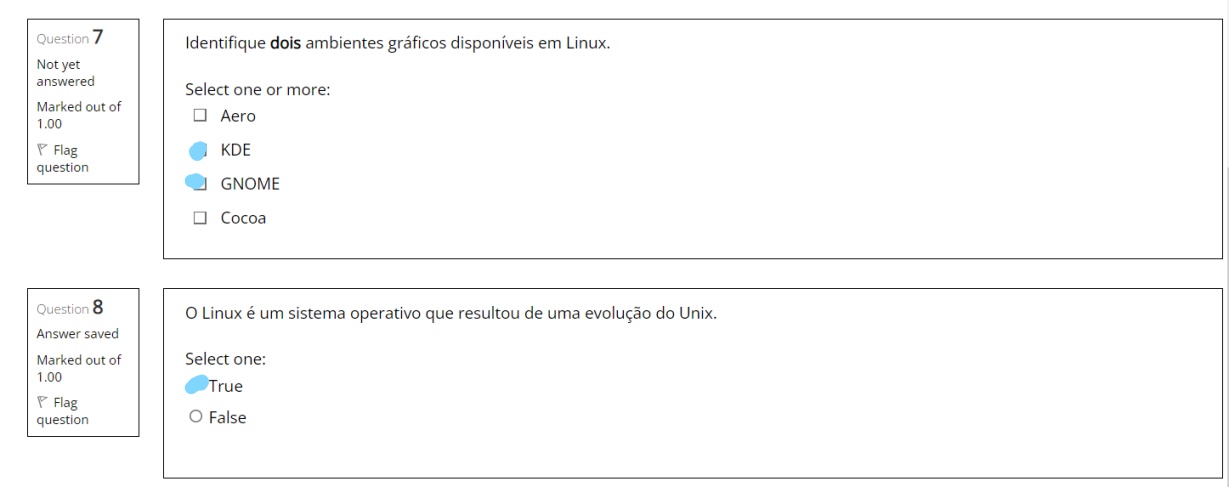 Question 7
Not yet
answered
Marked out of
1.00
Flag
question
Identifique dois ambientes gráficos disponíveis em Linux.
Select one or more:
Aero
KDE
GNOME
Cocoa
Question 8
Answer saved
Marked out of
1.00
Flag
question
O Linux é um sistema operativo que resultou de uma evolução do Unix.
Select one:
True
False